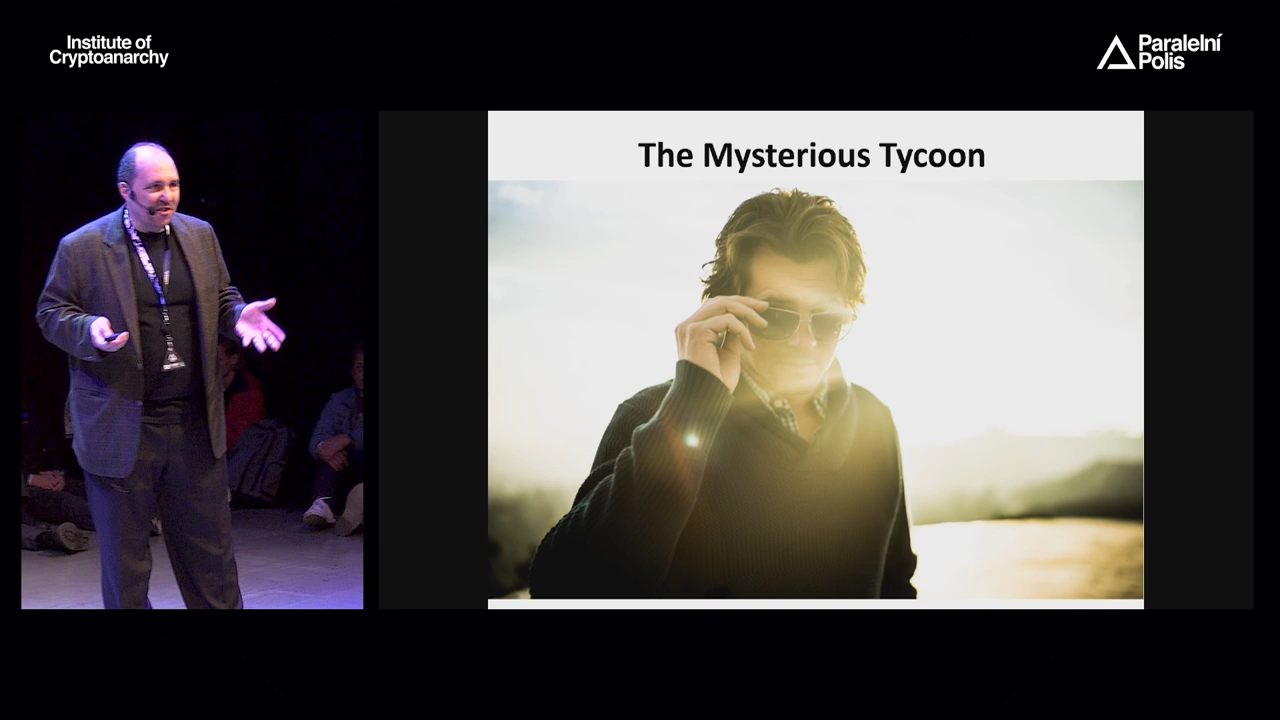 Institute of
Cryptoanarchy
Paralelní
Polis
The Mysterious Tycoon